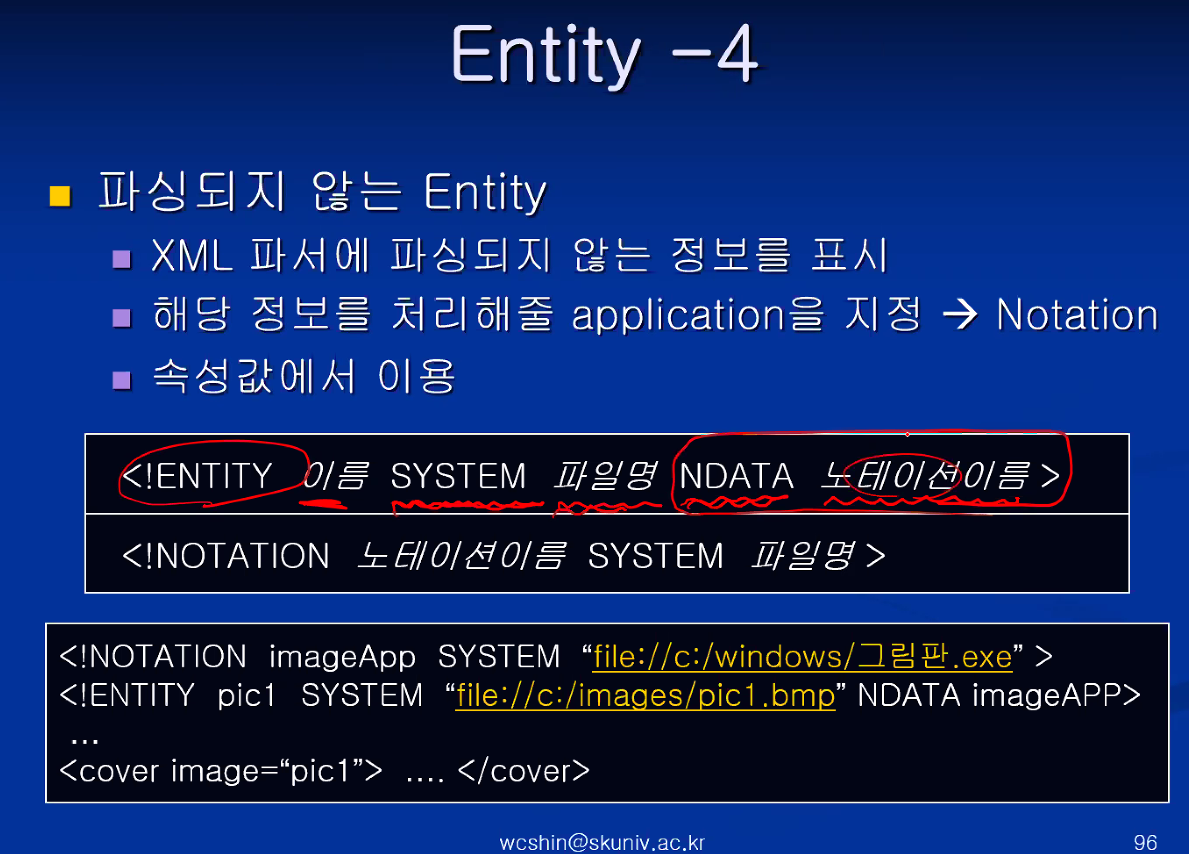 Entity -4
파싱되지 않는 Entity
XML 파서에 파싱되지 않는 정보를 표시
해당 정보를 처리해줄 application을 지정 → Notation
속성값에서 이용
<!ENTITY 이름 SYSTEM 파일명 NDATA 노테이션이름 >
<!NOTATION 노테이션이름 SYSTEM 파일명 >
<!NOTATION imageApp SYSTEM “file://c:/windows/그림판.exe” >
<!ENTITY pic1 SYSTEM “file://c:/images/pic1.bmp” NDATA imageAPP>
...
<cover image=“pic1”> .... </cover>
wcshin@skuniv.ac.kr 96